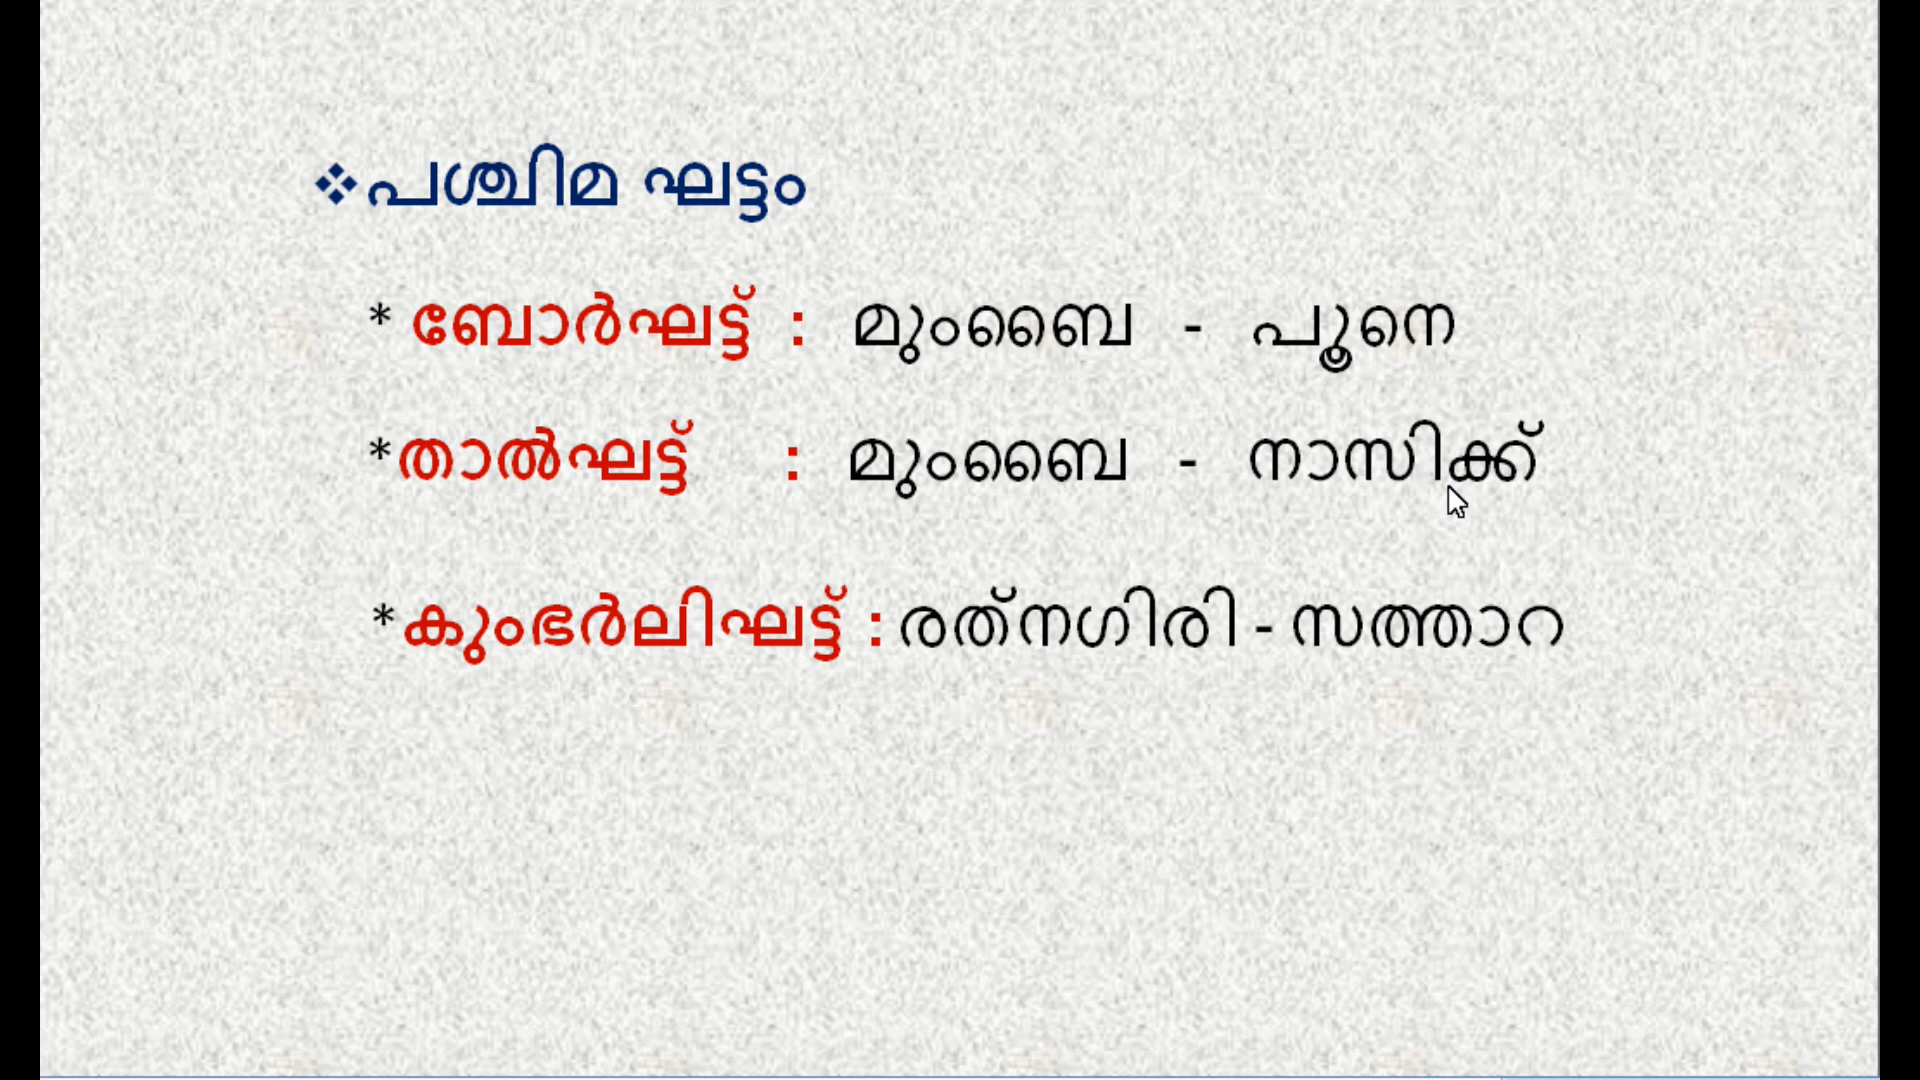 ❖പശ്ചിമ ഘട്ടം
* ബോർഘട്ട് : മുംബൈ - പൂനെ
*താൽഘട്ട് : മുംബൈ - നാസിക്ക്
*കുംഭർലിഘട്ട് : രത്നഗിരി - സത്താറ